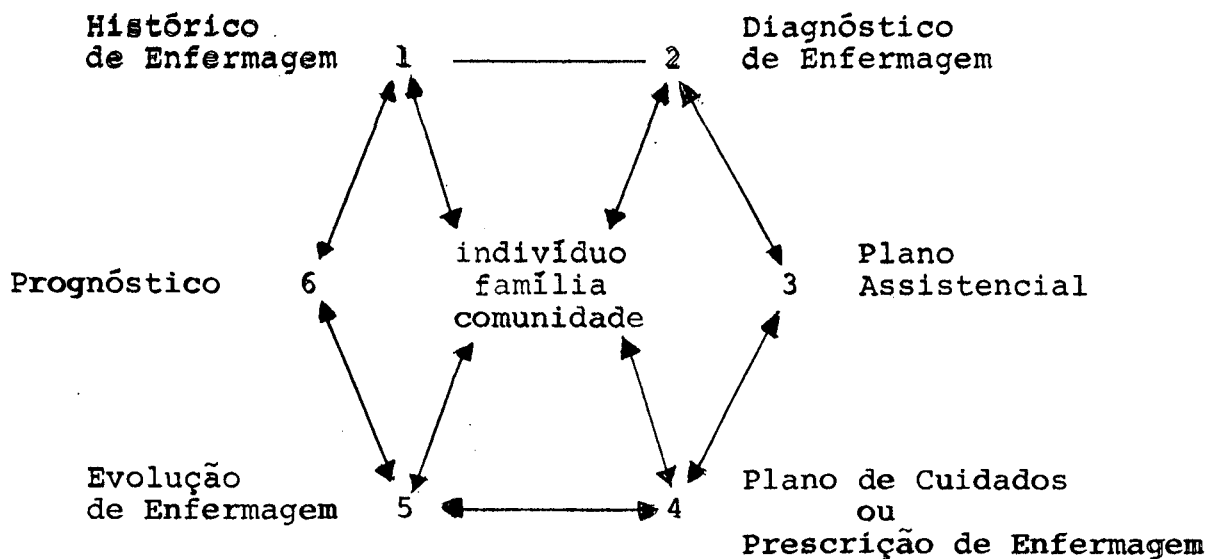 Histórico
de Enfermagem 1
2 Diagnóstico
de Enfermagem
Prognóstico 6
indivíduo
família
comunidade
3 Plano
Assistencial
Evolução
de Enfermagem 5
4 Plano de Cuidados
ou
Prescrição de Enfermagem